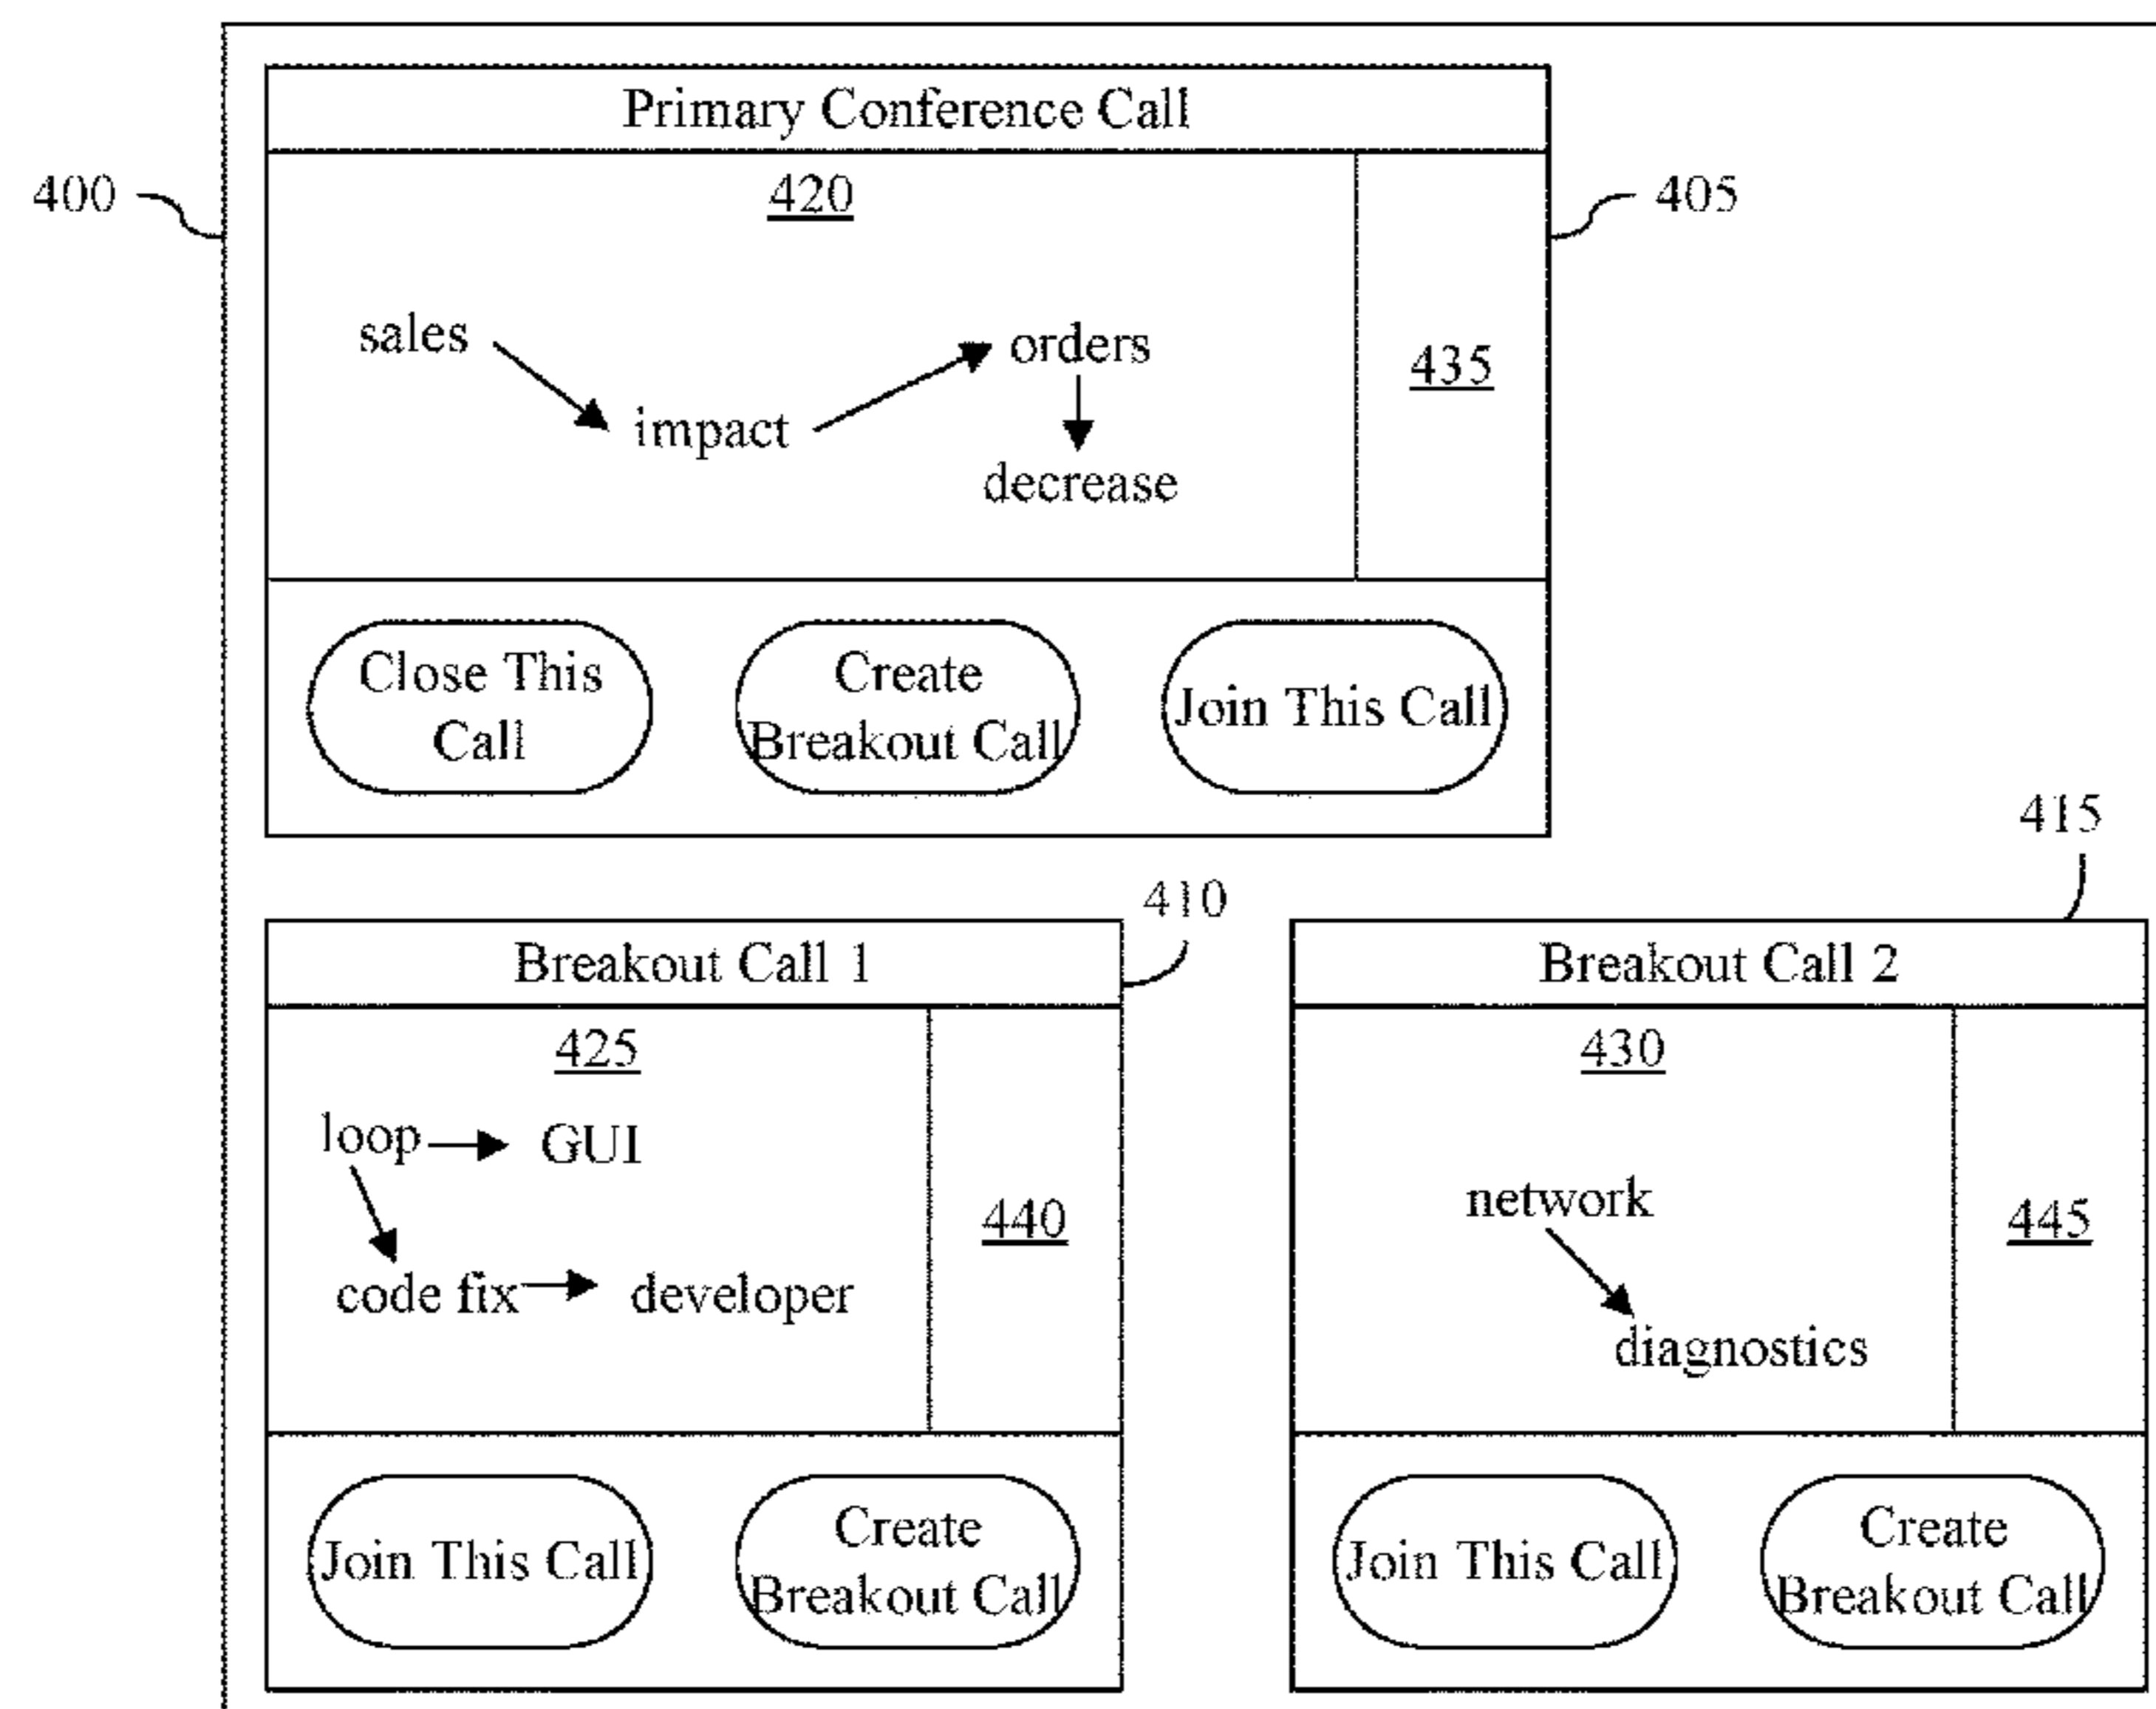 Primary Conference Call
400
420
405
sales
orders
435
impact
decrease
Close This
Call
Create
Breakout Call
Join This Call
415
410
Breakout Call 1
425
loop
GUI
440
code fix
developer
Join This Call
Create
Breakout Call
Breakout Call 2
430
network
445
diagnostics
Join This Call
Create
Breakout Call